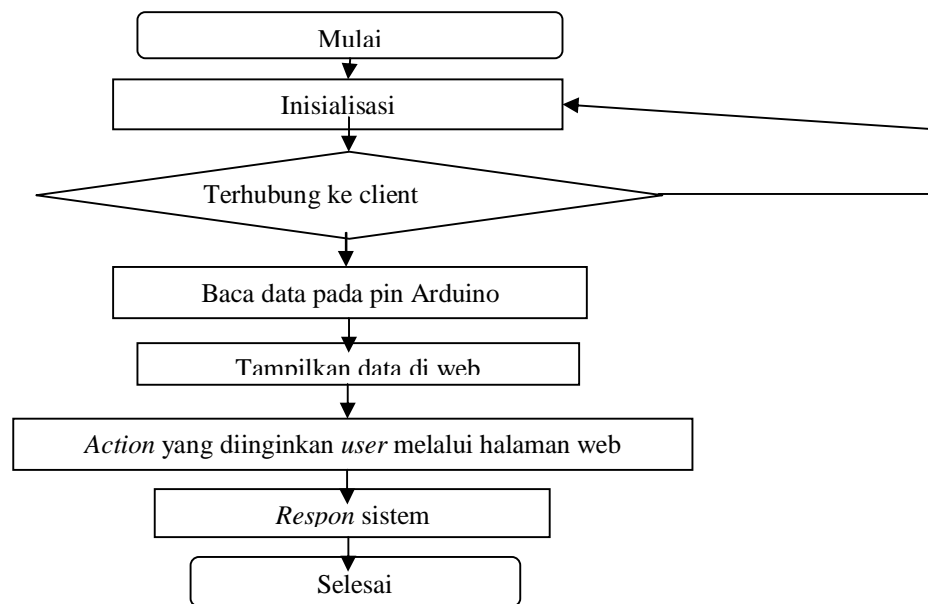 Mulai
Inisialisasi
Terhubung ke client
Baca data pada pin Arduino
Tampilkan data di web
Action yang diinginkan user melalui halaman web
Respon sistem
Selesai